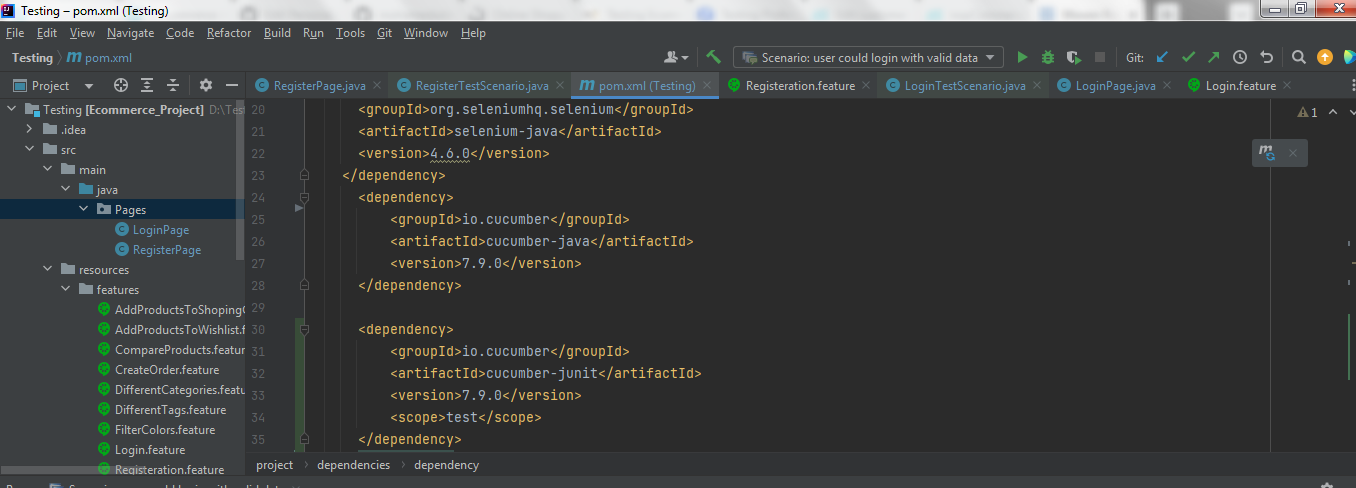 Testing – pom.xml (Testing)
File Edit View Navigate Code Refactor Build Run Tools Git Window Help
Testing pom.xml Scenario: user could login with valid data Git:
Project RegisterPage.java RegisterTestScenario.java pom.xml (Testing) Registeration.feature LoginTestScenario.java LoginPage.java Login.feature
Testing [Ecommerce_Project] D:\Test
.idea
src
main
java
Pages
LoginPage
RegisterPage
resources
features
AddProductsToShoping
AddProductsToWishlist.f
CompareProducts.featur
CreateOrder.feature
DifferentCategories.featu
DifferentTags.feature
FilterColors.feature
Login.feature
Registeration.feature
20 <groupId>org.seleniumhq.selenium</groupId>
21 <artifactId>selenium-java</artifactId>
22 <version>4.6.0</version>
23 </dependency>
24 <dependency>
25 <groupId>io.cucumber</groupId>
26 <artifactId>cucumber-java</artifactId>
27 <version>7.9.0</version>
28 </dependency>
29
30 <dependency>
31 <groupId>io.cucumber</groupId>
32 <artifactId>cucumber-junit</artifactId>
33 <version>7.9.0</version>
34 <scope>test</scope>
35 </dependency>
1
project dependencies dependency